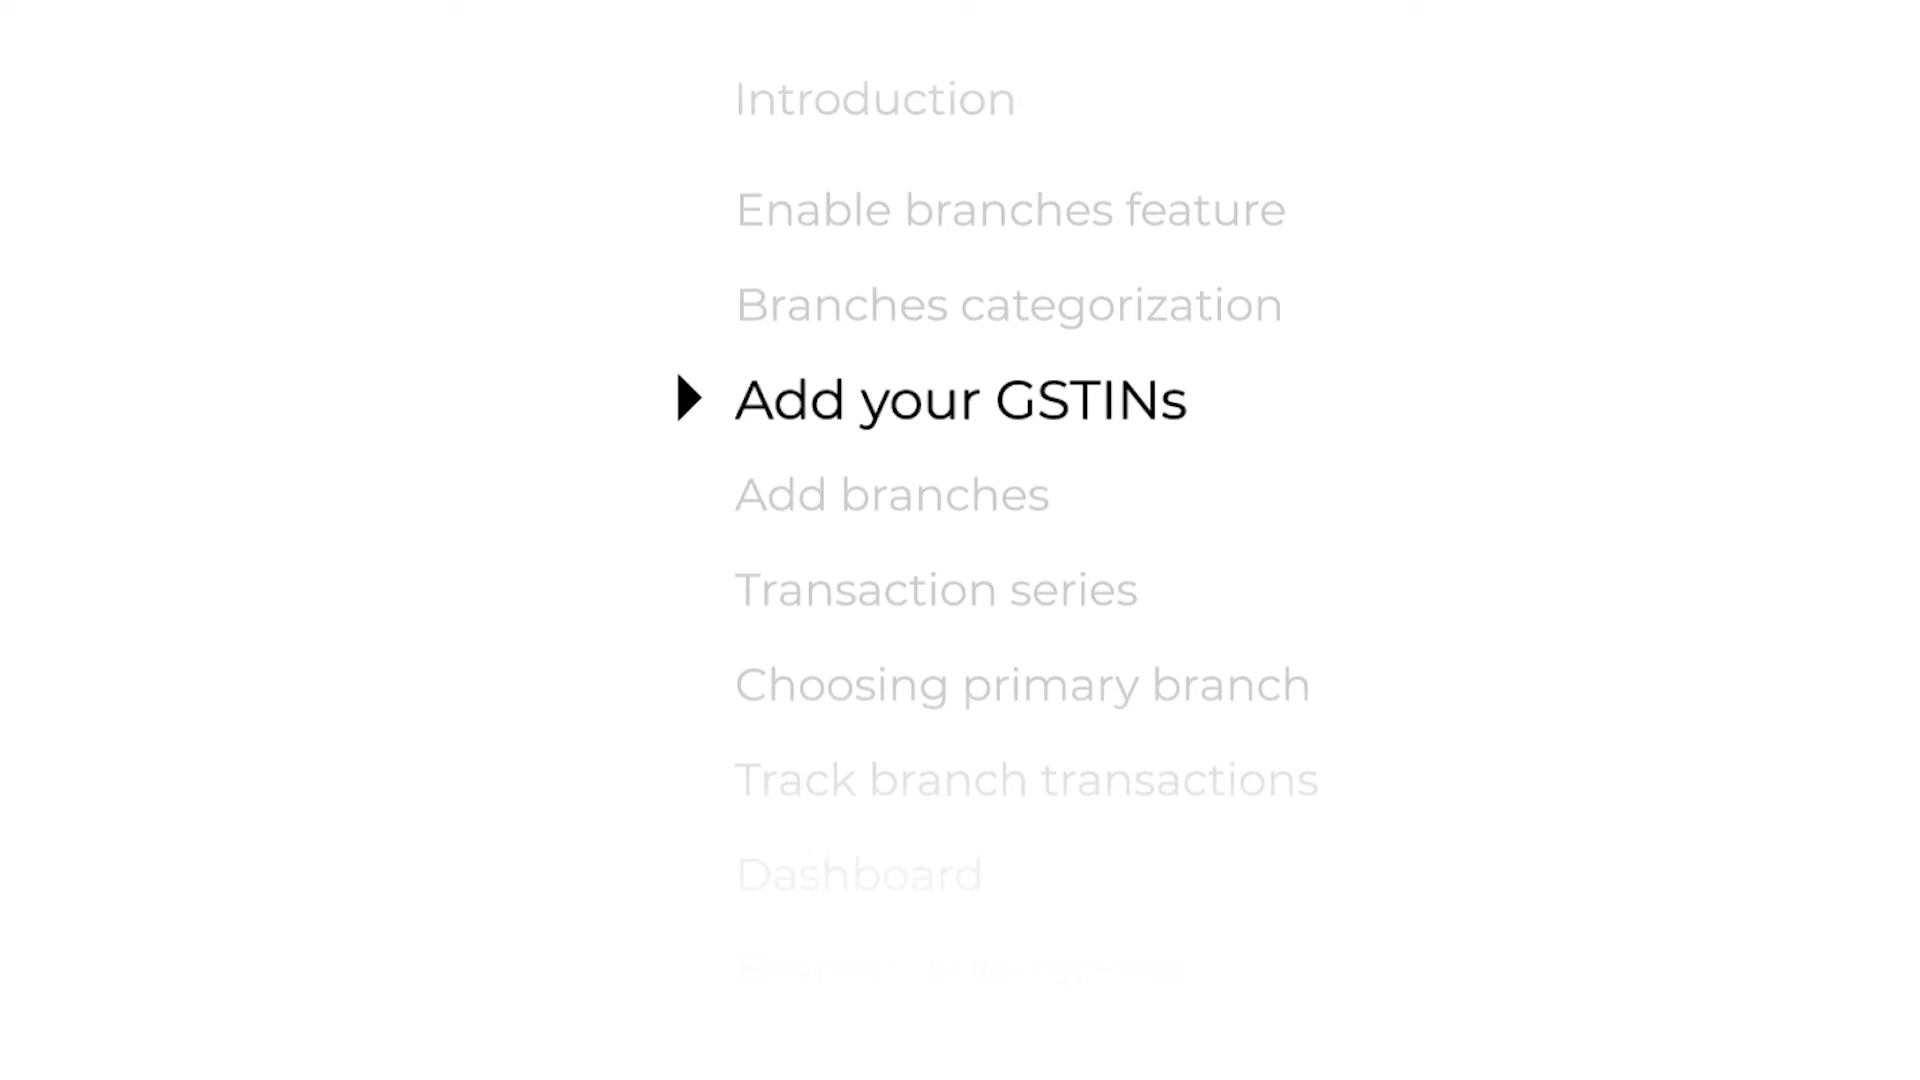 Introduction
Enable branches feature
Branches categorization
Add your GSTINs
Add branches
Transaction series
Choosing primary branch
Track branch transactions
Dashboard